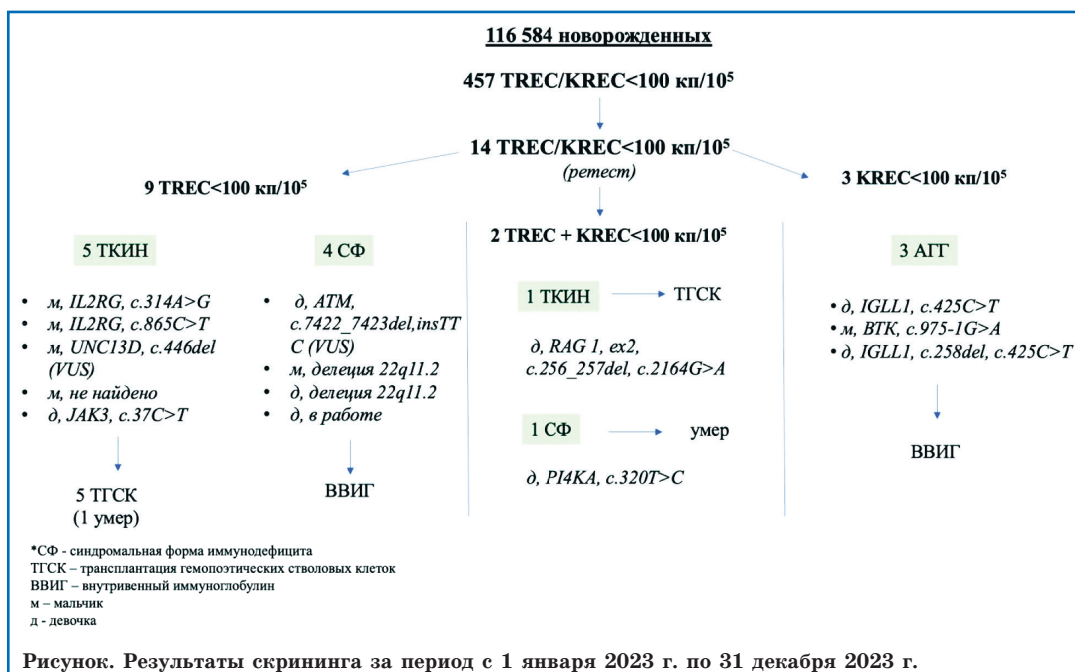 116 584 новорожденных
457 TREC/KREC<100 кп/10⁵
14 TREC/KREC<100 кп/10⁵
(ретест)
9 TREC<100 кп/10⁵
5 ТКИН
• м, IL2RG, c.314A>G
• м, IL2RG, c.865C>T
• м, UNC13D, c.446del
(VUS)
• м, не найдено
• д, JAK3, c.37C>T
5 ТГСК
(1 умер)
4 СФ
• д, ATM,
c.7422_7423del,insTT
C (VUS)
• м, делеция 22q11.2
• д, делеция 22q11.2
• д, в работе
ВВИГ
2 TREC + KREC<100 кп/10⁵
1 ТКИН
ТГСК
д, RAG 1, ex2,
c.256_257del, c.2164G>A
1 СФ
умер
д, PI4KA, c.320T>C
3 KREC<100 кп/10⁵
3 АГГ
• д, IGLL1, c.425C>T
• м, BTK, c.975-1G>A
• д, IGLL1, c.258del, c.425C>T
ВВИГ
*СФ - синдромальная форма иммунодефицита
ТГСК – трансплантация гемопоэтических стволовых клеток
ВВИГ – внутривенный иммуноглобулин
м – мальчик
д - девочка
Рисунок. Результаты скрининга за период с 1 января 2023 г. по 31 декабря 2023 г.